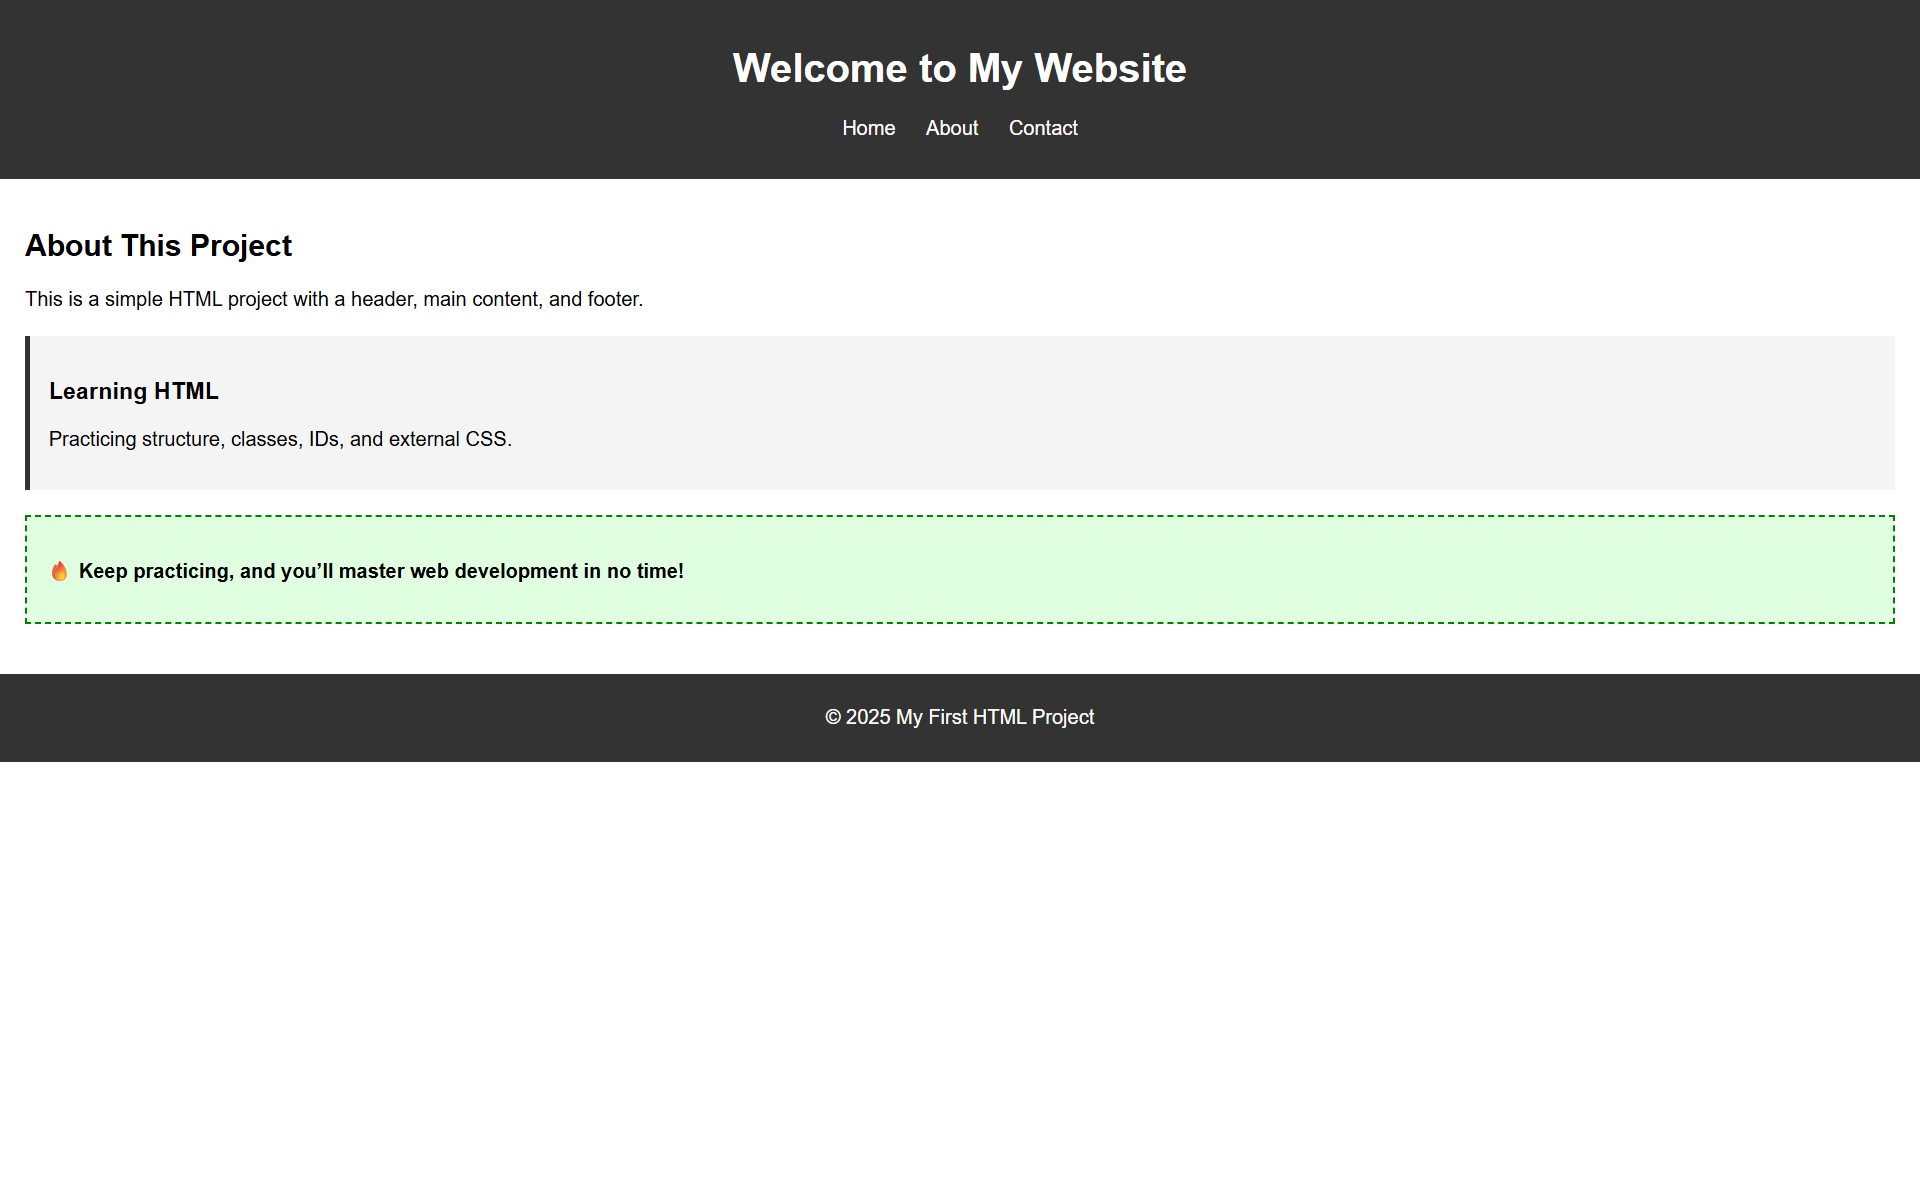 Welcome to My Website
Home About Contact
About This Project
This is a simple HTML project with a header, main content, and footer.
Learning HTML
Practicing structure, classes, IDs, and external CSS.
🔥 Keep practicing, and you’ll master web development in no time!
© 2025 My First HTML Project